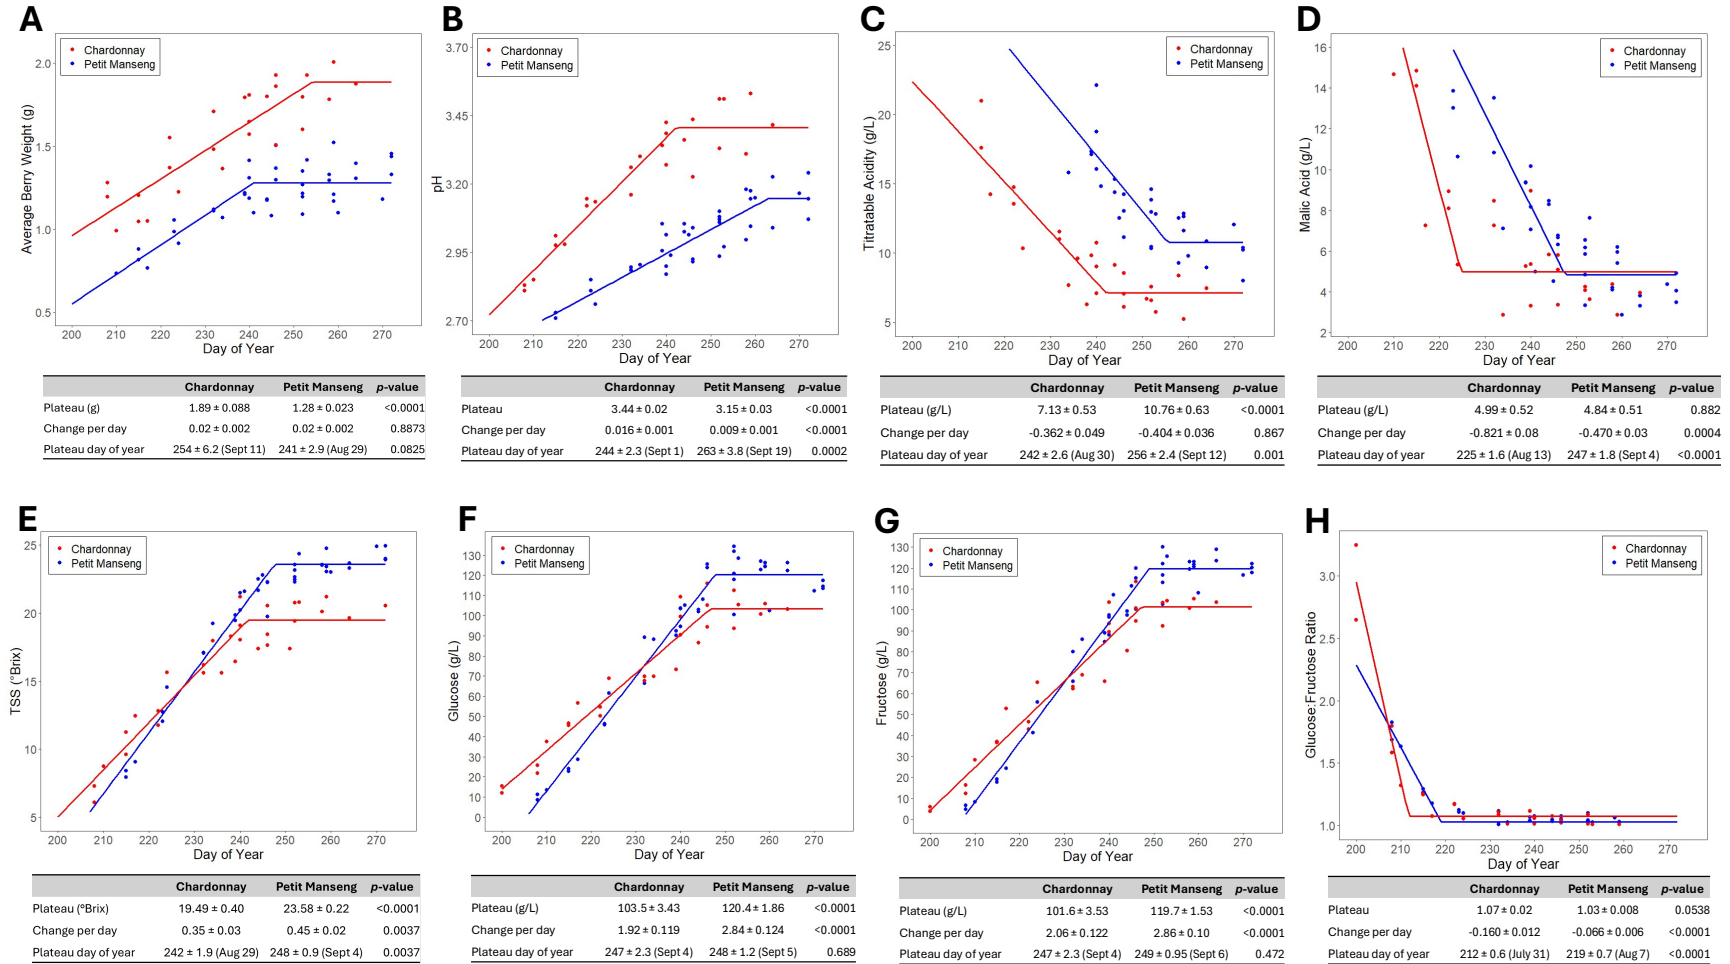 A
Chardonnay
Petit Manseng
2.0
1.5
1.0
0.5
Average Berry Weight (g)
200 210 220 230 240 250 260 270
Day of Year
Chardonnay Petit Manseng p-value
Plateau (g) 1.89 ± 0.088 1.28 ± 0.023 <0.0001
Change per day 0.02 ± 0.002 0.02 ± 0.002 0.8873
Plateau day of year 254 ± 6.2 (Sept 11) 241 ± 2.9 (Aug 29) 0.0825
B
Chardonnay
Petit Manseng
3.70
3.45
3.20
2.95
2.70
pH
200 210 220 230 240 250 260 270
Day of Year
Chardonnay Petit Manseng p-value
Plateau 3.44 ± 0.02 3.15 ± 0.03 <0.0001
Change per day 0.016 ± 0.001 0.009 ± 0.001 <0.0001
Plateau day of year 244 ± 2.3 (Sept 1) 263 ± 3.8 (Sept 19) 0.0002
C
Chardonnay
Petit Manseng
25
20
15
10
5
Titratable Acidity (g/L)
200 210 220 230 240 250 260 270
Day of Year
Chardonnay Petit Manseng p-value
Plateau (g/L) 7.13 ± 0.53 10.76 ± 0.63 <0.0001
Change per day -0.362 ± 0.049 -0.404 ± 0.036 0.867
Plateau day of year 242 ± 2.6 (Aug 30) 256 ± 2.4 (Sept 12) 0.001
D
Chardonnay
Petit Manseng
16
14
12
10
8
6
4
2
Malic Acid (g/L)
200 210 220 230 240 250 260 270
Day of Year
Chardonnay Petit Manseng p-value
Plateau (g/L) 4.99 ± 0.52 4.84 ± 0.51 0.882
Change per day -0.821 ± 0.08 -0.470 ± 0.03 0.0004
Plateau day of year 225 ± 1.6 (Aug 13) 247 ± 1.8 (Sept 4) <0.0001
E
Chardonnay
Petit Manseng
25
20
15
10
5
TSS (°Brix)
200 210 220 230 240 250 260 270
Day of Year
Chardonnay Petit Manseng p-value
Plateau (°Brix) 19.49 ± 0.40 23.58 ± 0.22 <0.0001
Change per day 0.35 ± 0.03 0.45 ± 0.02 0.0037
Plateau day of year 242 ± 1.9 (Aug 29) 248 ± 0.9 (Sept 4) 0.0037
F
Chardonnay
Petit Manseng
130
120
110
100
90
80
70
60
50
40
30
20
10
0
Glucose (g/L)
200 210 220 230 240 250 260 270
Day of Year
Chardonnay Petit Manseng p-value
Plateau (g/L) 103.5 ± 3.43 120.4 ± 1.86 <0.0001
Change per day 1.92 ± 0.119 2.84 ± 0.124 <0.0001
Plateau day of year 247 ± 2.3 (Sept 4) 248 ± 1.2 (Sept 5) 0.689
G
Chardonnay
Petit Manseng
130
120
110
100
90
80
70
60
50
40
30
20
10
0
Fructose (g/L)
200 210 220 230 240 250 260 270
Day of Year
Chardonnay Petit Manseng p-value
Plateau (g/L) 101.6 ± 3.53 119.7 ± 1.53 <0.0001
Change per day 2.06 ± 0.122 2.86 ± 0.10 <0.0001
Plateau day of year 247 ± 2.3 (Sept 4) 249 ± 0.95 (Sept 6) 0.472
H
Chardonnay
Petit Manseng
3.0
2.5
2.0
1.5
1.0
Glucose:Fructose Ratio
200 210 220 230 240 250 260 270
Day of Year
Chardonnay Petit Manseng p-value
Plateau 1.07 ± 0.02 1.03 ± 0.008 0.0538
Change per day -0.160 ± 0.012 -0.066 ± 0.006 <0.0001
Plateau day of year 212 ± 0.6 (July 31) 219 ± 0.7 (Aug 7) <0.0001